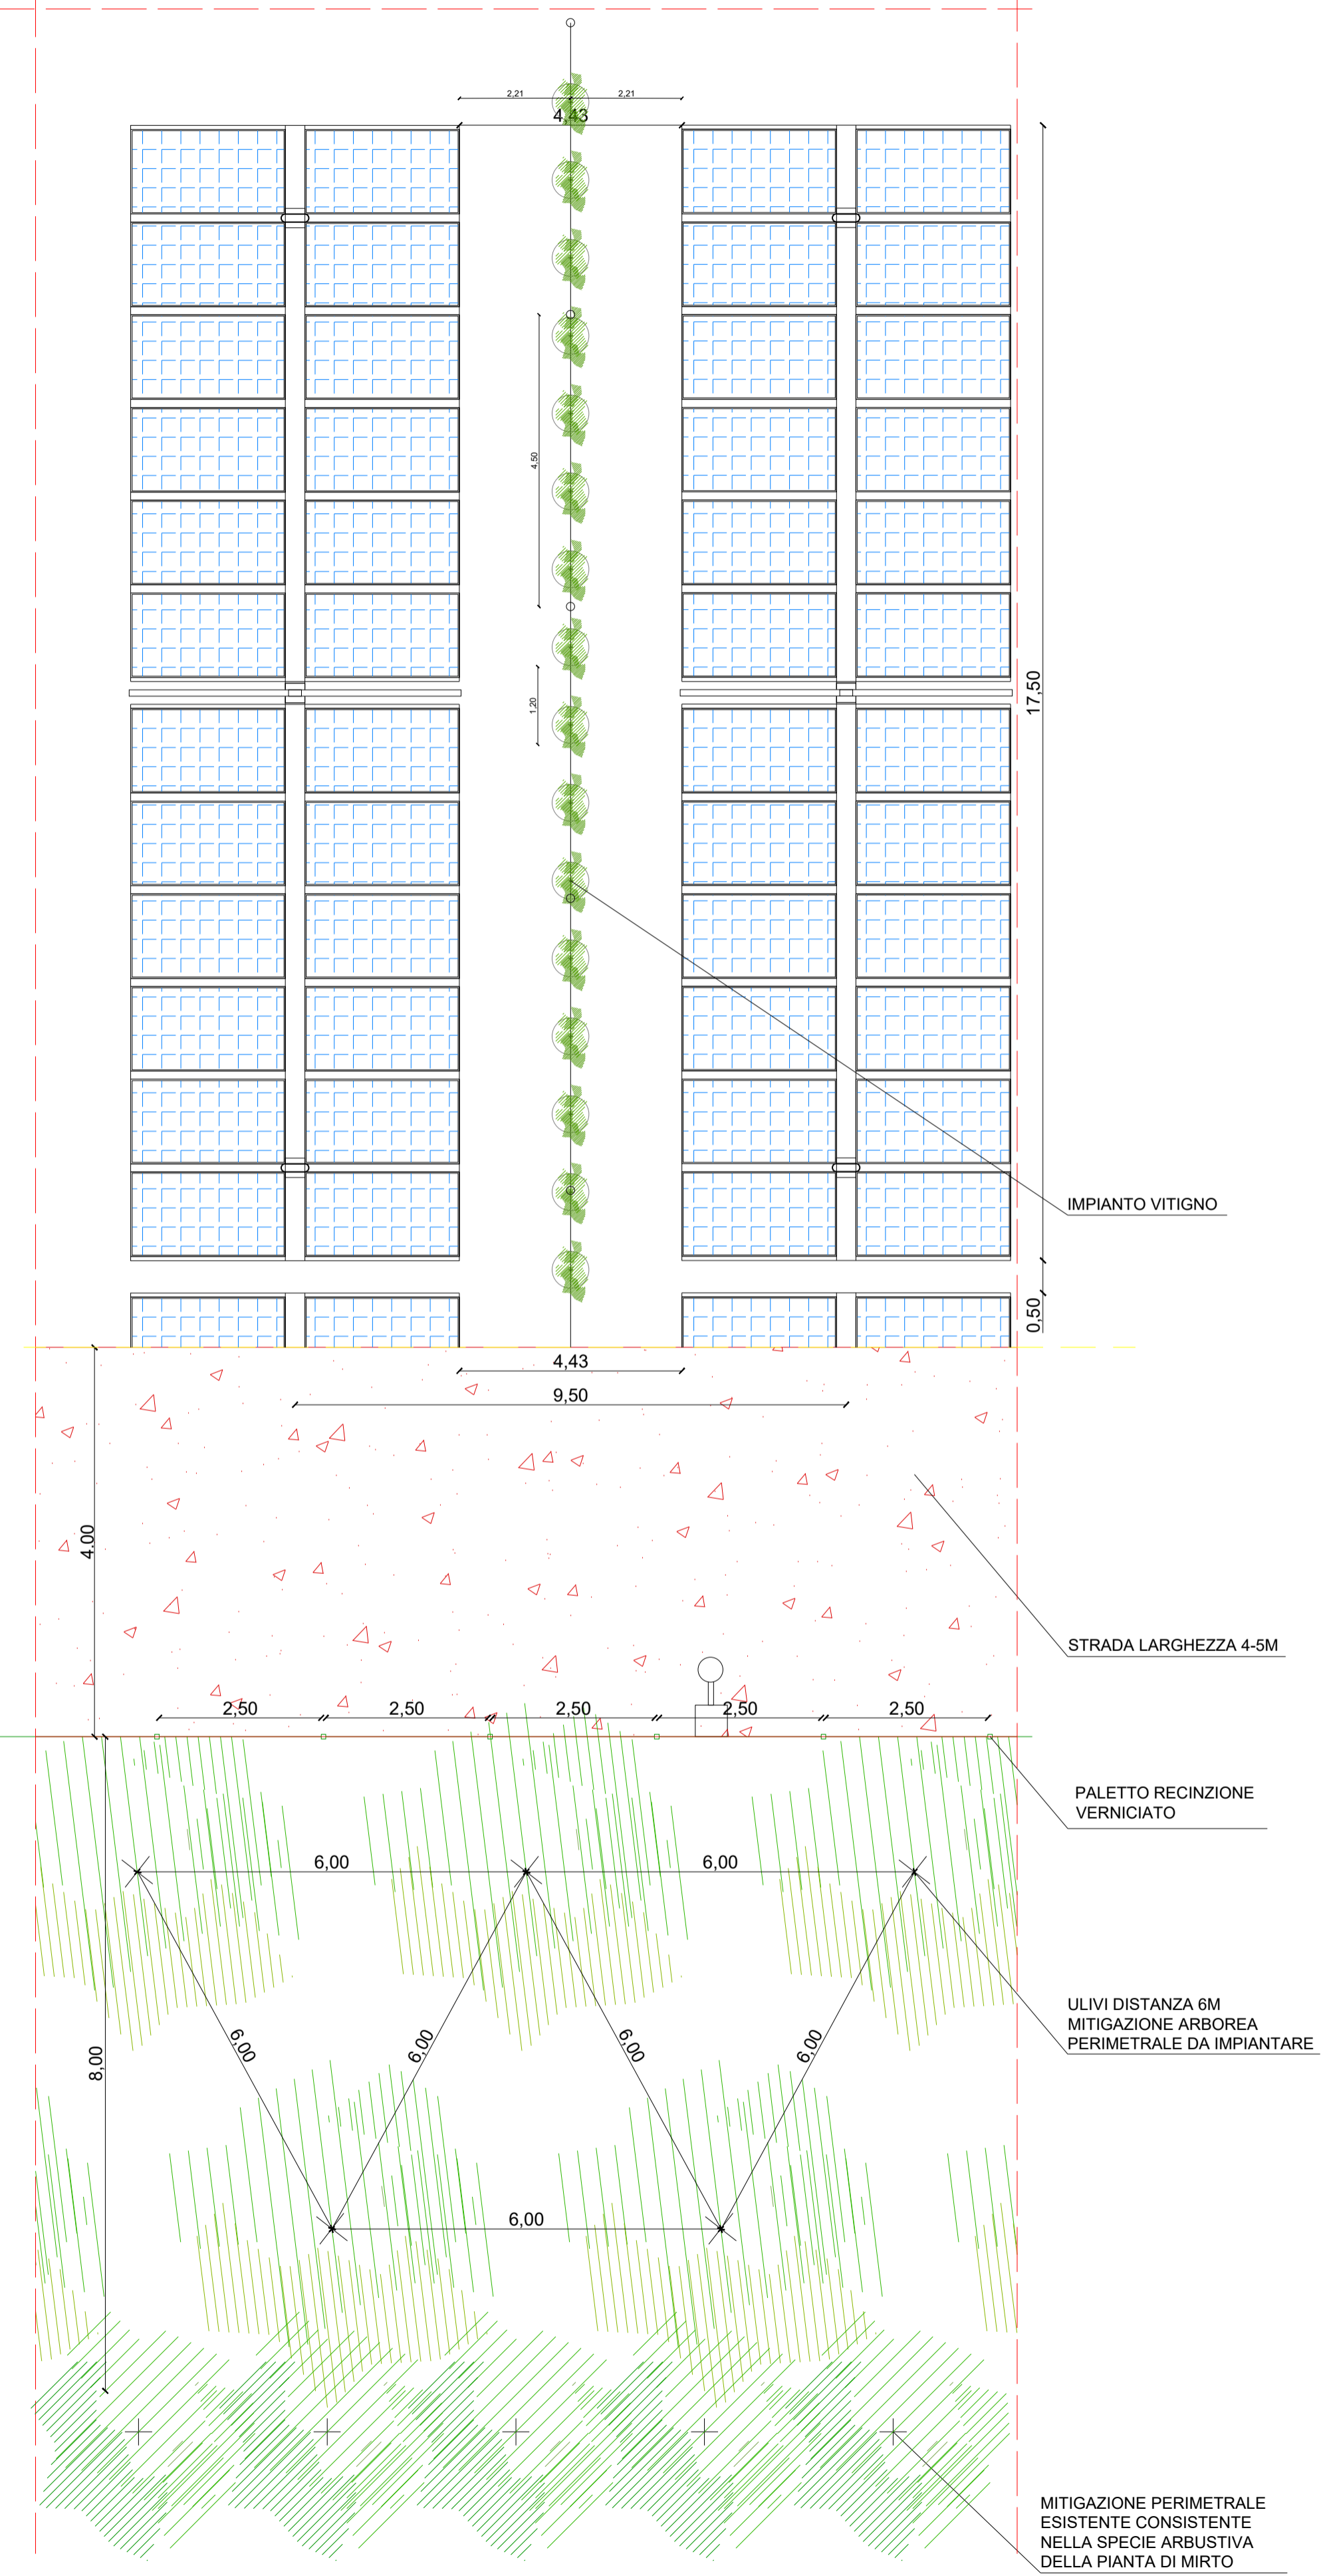 2,21
2,21
4,43
4,50
1,20
17,50
IMPIANTO VITIGNO
0,50
4,43
9,50
4.00
STRADA LARGHEZZA 4-5M
2,50
2,50
2,50
2,50
2,50
PALETTO RECINZIONE
VERNICIATO
6,00
6,00
ULIVI DISTANZA 6M
MITIGAZIONE ARBOREA
PERIMETRALE DA IMPIANTARE
6,00
6,00
6,00
6,00
8,00
6,00
MITIGAZIONE PERIMETRALE
ESISTENTE CONSISTENTE
NELLA SPECIE ARBUSTIVA
DELLA PIANTA DI MIRTO